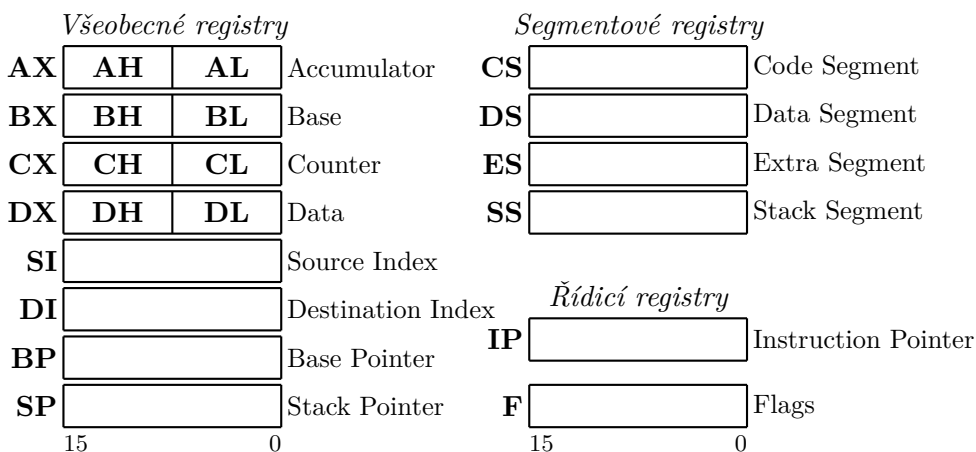 Všeobecné registry
AX AH AL Accumulator
BX BH BL Base
CX CH CL Counter
DX DH DL Data
SI Source Index
DI Destination Index
BP Base Pointer
SP Stack Pointer
15 0
Segmentové registry
CS Code Segment
DS Data Segment
ES Extra Segment
SS Stack Segment
Řídicí registry
IP Instruction Pointer
F Flags
15 0